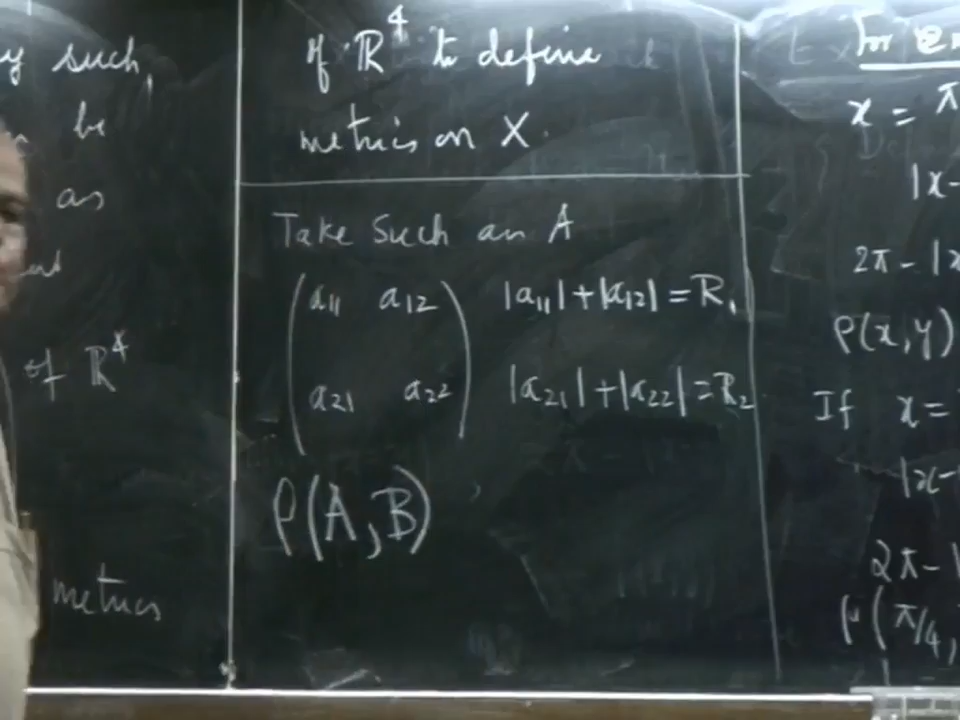 such,
be
as
of ℝ⁴
metrics
of ℝ⁴ to define
metrics on X.
Take Such an A
( a₁₁ a₁₂ ) |a₁₁| + |a₁₂| = R₁
( a₂₁ a₂₂ ) |a₂₁| + |a₂₂| = R₂
ρ(A, B)
For
x = π
|x-
2π - |x
ρ(x, y)
If x =
|x-
2π -
ρ(π/4,